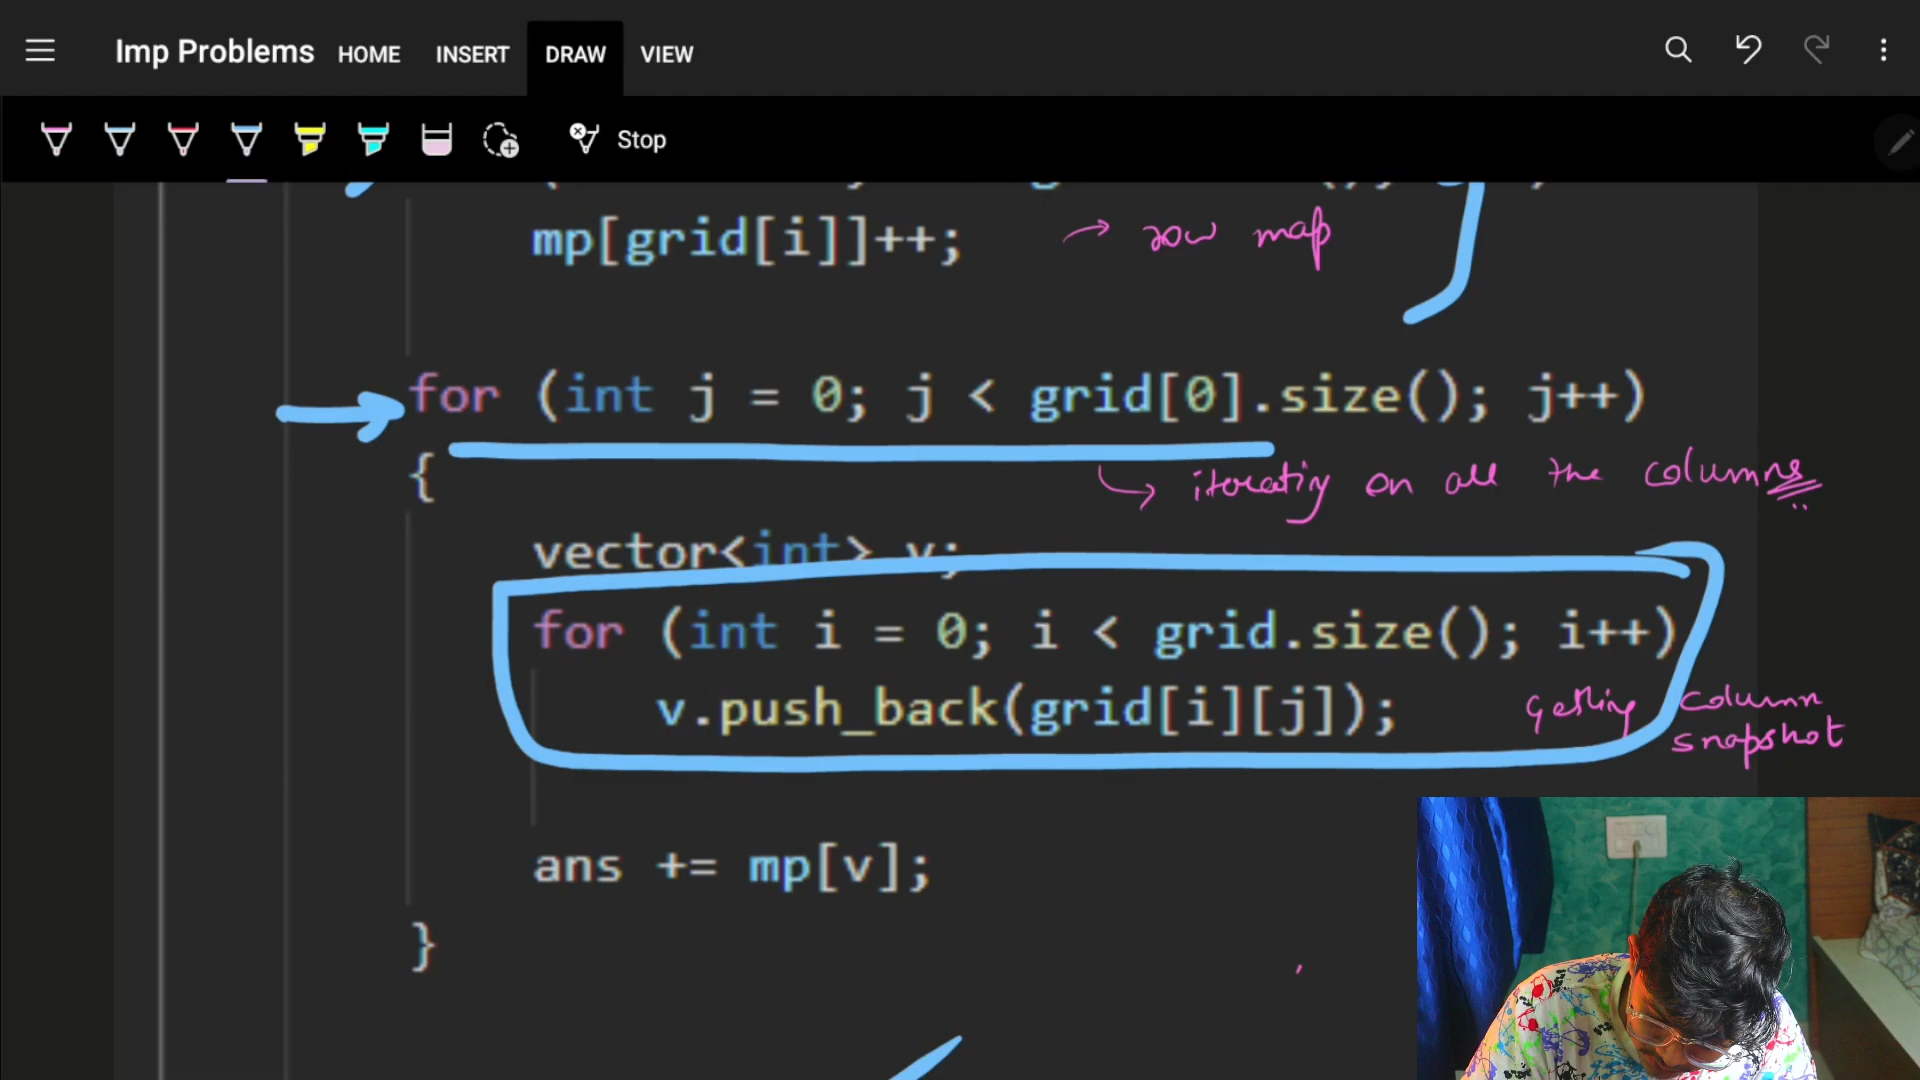 Imp Problems HOME INSERT DRAW VIEW
Stop
mp[grid[i]]++; row map
for (int j = 0; j < grid[0].size(); j++)
{
iterating on all the columns
vector<int> v;
for (int i = 0; i < grid.size(); i++)
v.push_back(grid[i][j]);
Getting column
snapshot
ans += mp[v];
}